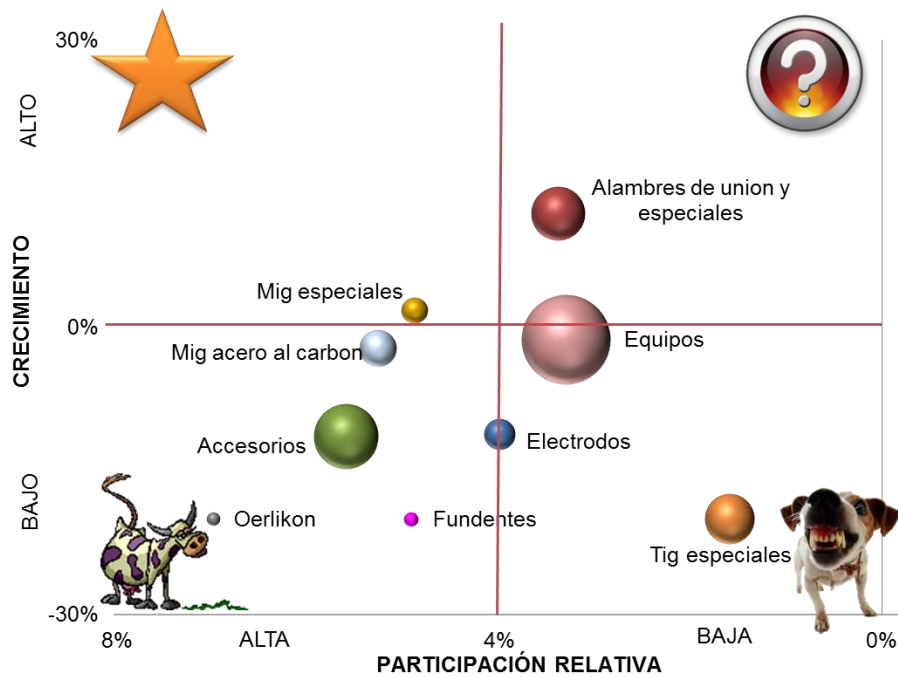 30%
ALTO
?
Alambres de union y
especiales
Mig especiales
0%
CRECIMIENTO
Equipos
Mig acero al carbon
Accesorios
Electrodos
BAJO
Oerlikon
Fundentes
Tig especiales
-30%
8%
ALTA
4%
BAJA
0%
PARTICIPACIÓN RELATIVA